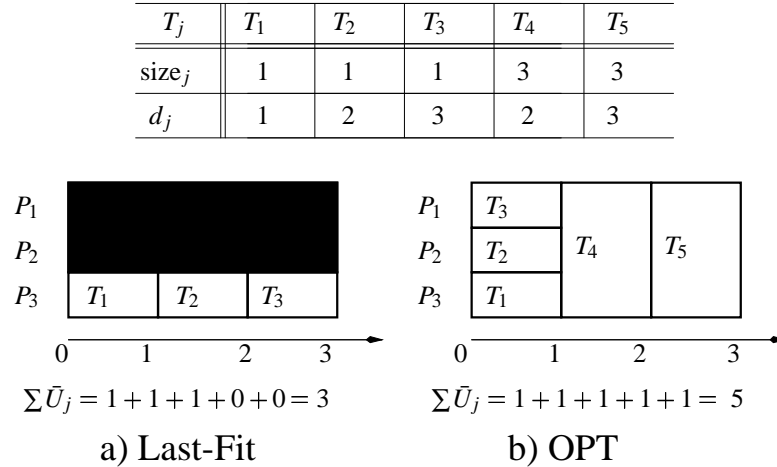 T_j T_1 T_2 T_3 T_4 T_5
size_j 1 1 1 3 3
d_j 1 2 3 2 3
P_1
P_2
P_3 T_1 T_2 T_3
0 1 2 3
∑Ū_j = 1 + 1 + 1 + 0 + 0 = 3
a) Last-Fit
P_1 T_3
P_2 T_2 T_4 T_5
P_3 T_1
0 1 2 3
∑Ū_j = 1 + 1 + 1 + 1 + 1 = 5
b) OPT